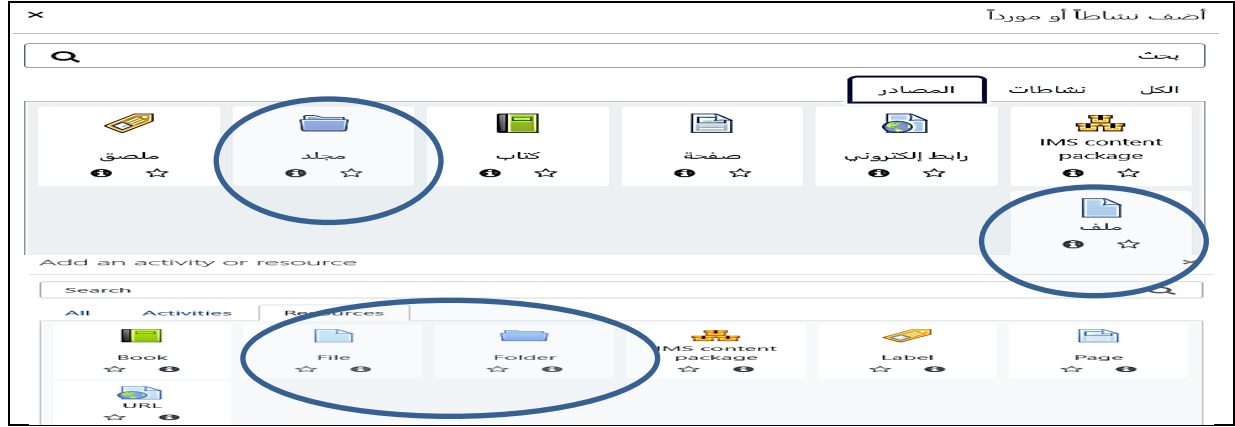 أضف نشاطاً أو مورداً ×
بحث
الكل نشاطات المصادر
IMS content package رابط إلكتروني صفحة كتاب مجلد ملصق
ملف
Add an activity or resource ×
Search
All Activities Resources
Book File Folder IMS content package Label Page
URL